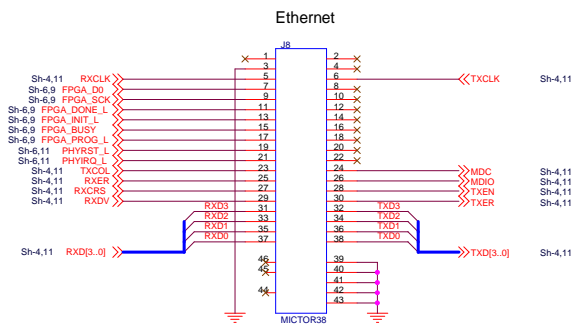 Ethernet
J8
1 2
3 4
Sh-4,11 RXCLK 5 6 TXCLK Sh-4,11
Sh-6,9 FPGA_D0 7 8
Sh-6,9 FPGA_SCK 9 10
Sh-6,9 FPGA_DONE_L 11 12
Sh-6,9 FPGA_INIT_L 13 14
Sh-6,9 FPGA_BUSY 15 16
Sh-6,9 FPGA_PROG_L 17 18
Sh-6,11 PHYRST_L 19 20
Sh-6,11 PHYIRQ_L 21 22
Sh-4,11 TXCOL 23 24 MDC Sh-4,11
Sh-4,11 RXER 25 26 MDIO Sh-4,11
Sh-4,11 RXCRS 27 28 TXEN Sh-4,11
Sh-4,11 RXDV 29 30 TXER Sh-4,11
RXD3 31 32 TXD3
RXD2 33 34 TXD2
RXD1 35 36 TXD1
RXD0 37 38 TXD0
Sh-4,11 RXD[3..0] TXD[3..0] Sh-4,11
46 39
45 40
41
44 42
43
MICTOR38